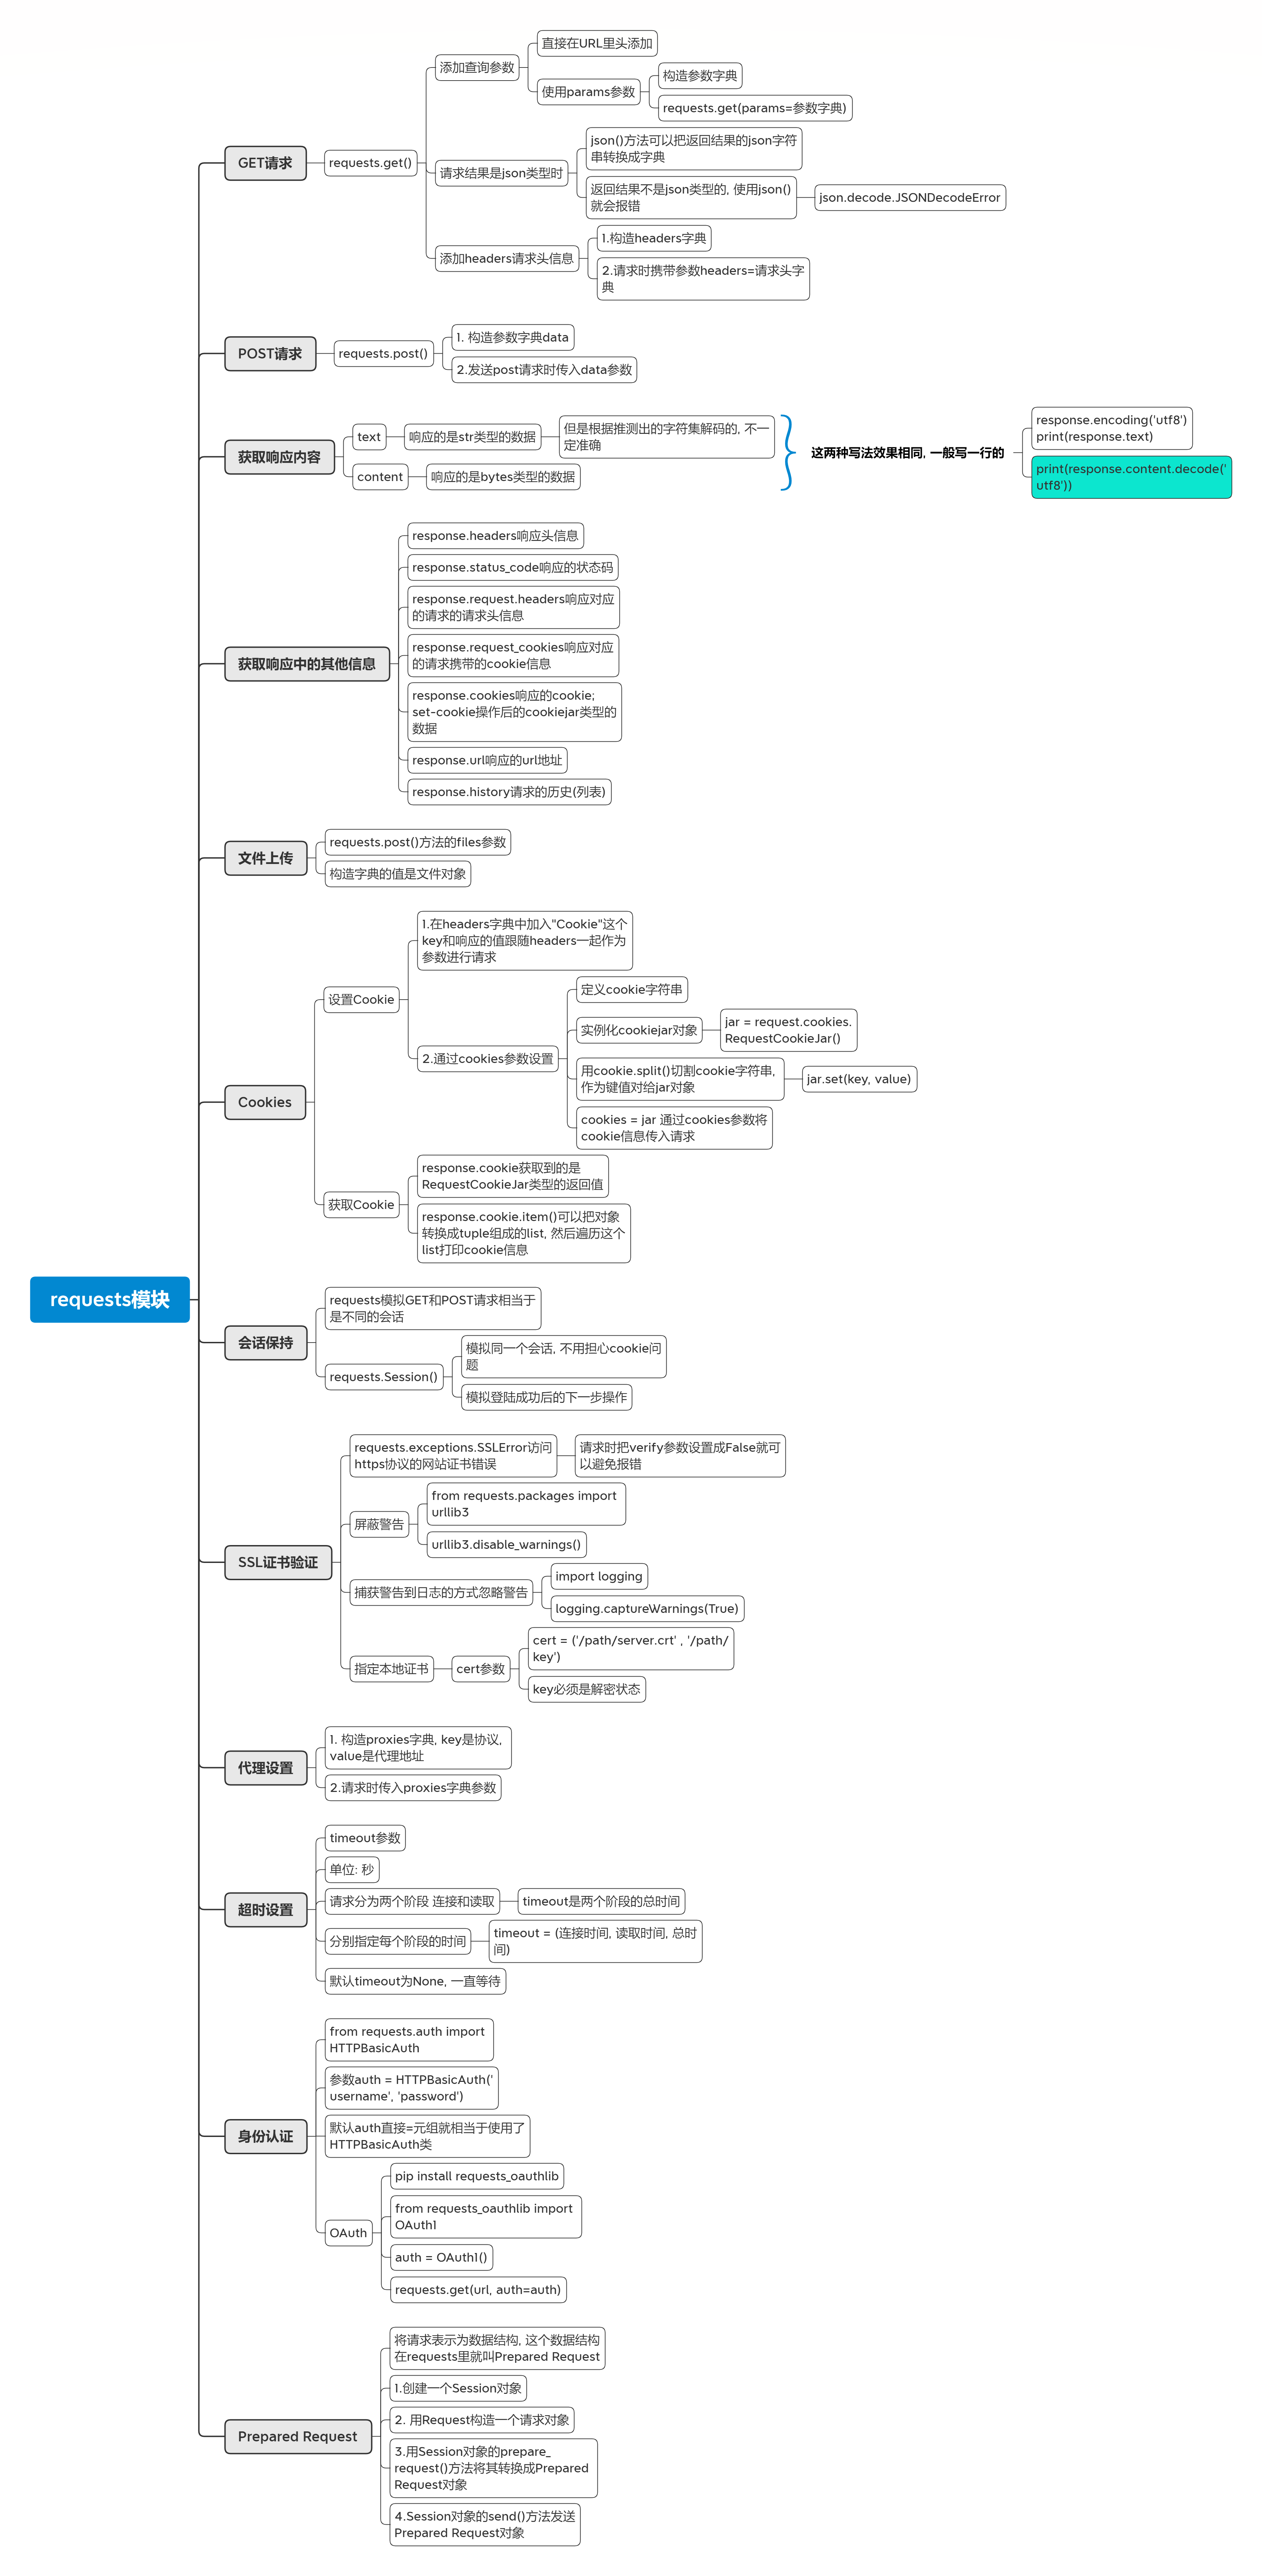 requests模块
GET请求
requests.get()
添加查询参数
直接在URL里头添加
使用params参数
构造参数字典
requests.get(params=参数字典)
请求结果是json类型时
json()方法可以把返回结果的json字符
串转换成字典
返回结果不是json类型的, 使用json()
就会报错
json.decode.JSONDecodeError
添加headers请求头信息
1.构造headers字典
2.请求时携带参数headers=请求头字
典
POST请求
requests.post()
1. 构造参数字典data
2.发送post请求时传入data参数
获取响应内容
text
响应的是str类型的数据
但是根据推测出的字符集解码的, 不一
定准确
content
响应的是bytes类型的数据
这两种写法效果相同, 一般写一行的
response.encoding('utf8')
print(response.text)
print(response.content.decode('
utf8'))
获取响应中的其他信息
response.headers响应头信息
response.status_code响应的状态码
response.request.headers响应对应
的请求的请求头信息
response.request_cookies响应对应
的请求携带的cookie信息
response.cookies响应的cookie;
set-cookie操作后的cookiejar类型的
数据
response.url响应的url地址
response.history请求的历史(列表)
文件上传
requests.post()方法的files参数
构造字典的值是文件对象
Cookies
设置Cookie
1.在headers字典中加入"Cookie"这个
key和响应的值跟随headers一起作为
参数进行请求
2.通过cookies参数设置
定义cookie字符串
实例化cookiejar对象
jar = request.cookies.
RequestCookieJar()
用cookie.split()切割cookie字符串,
作为键值对给jar对象
jar.set(key, value)
cookies = jar 通过cookies参数将
cookie信息传入请求
获取Cookie
response.cookie获取到的是
RequestCookieJar类型的返回值
response.cookie.item()可以把对象
转换成tuple组成的list, 然后遍历这个
list打印cookie信息
会话保持
requests模拟GET和POST请求相当于
是不同的会话
requests.Session()
模拟同一个会话, 不用担心cookie问
题
模拟登陆成功后的下一步操作
SSL证书验证
requests.exceptions.SSLError访问
https协议的网站证书错误
请求时把verify参数设置成False就可
以避免报错
屏蔽警告
from requests.packages import
urllib3
urllib3.disable_warnings()
捕获警告到日志的方式忽略警告
import logging
logging.captureWarnings(True)
指定本地证书
cert参数
cert = ('/path/server.crt' , '/path/
key')
key必须是解密状态
代理设置
1. 构造proxies字典, key是协议,
value是代理地址
2.请求时传入proxies字典参数
超时设置
timeout参数
单位: 秒
请求分为两个阶段 连接和读取
timeout是两个阶段的总时间
分别指定每个阶段的时间
timeout = (连接时间, 读取时间, 总时
间)
默认timeout为None, 一直等待
身份认证
from requests.auth import
HTTPBasicAuth
参数auth = HTTPBasicAuth('
username', 'password')
默认auth直接=元组就相当于使用了
HTTPBasicAuth类
OAuth
pip install requests_oauthlib
from requests_oauthlib import
OAuth1
auth = OAuth1()
requests.get(url, auth=auth)
Prepared Request
将请求表示为数据结构, 这个数据结构
在requests里就叫Prepared Request
1.创建一个Session对象
2. 用Request构造一个请求对象
3.用Session对象的prepare_
request()方法将其转换成Prepared
Request对象
4.Session对象的send()方法发送
Prepared Request对象